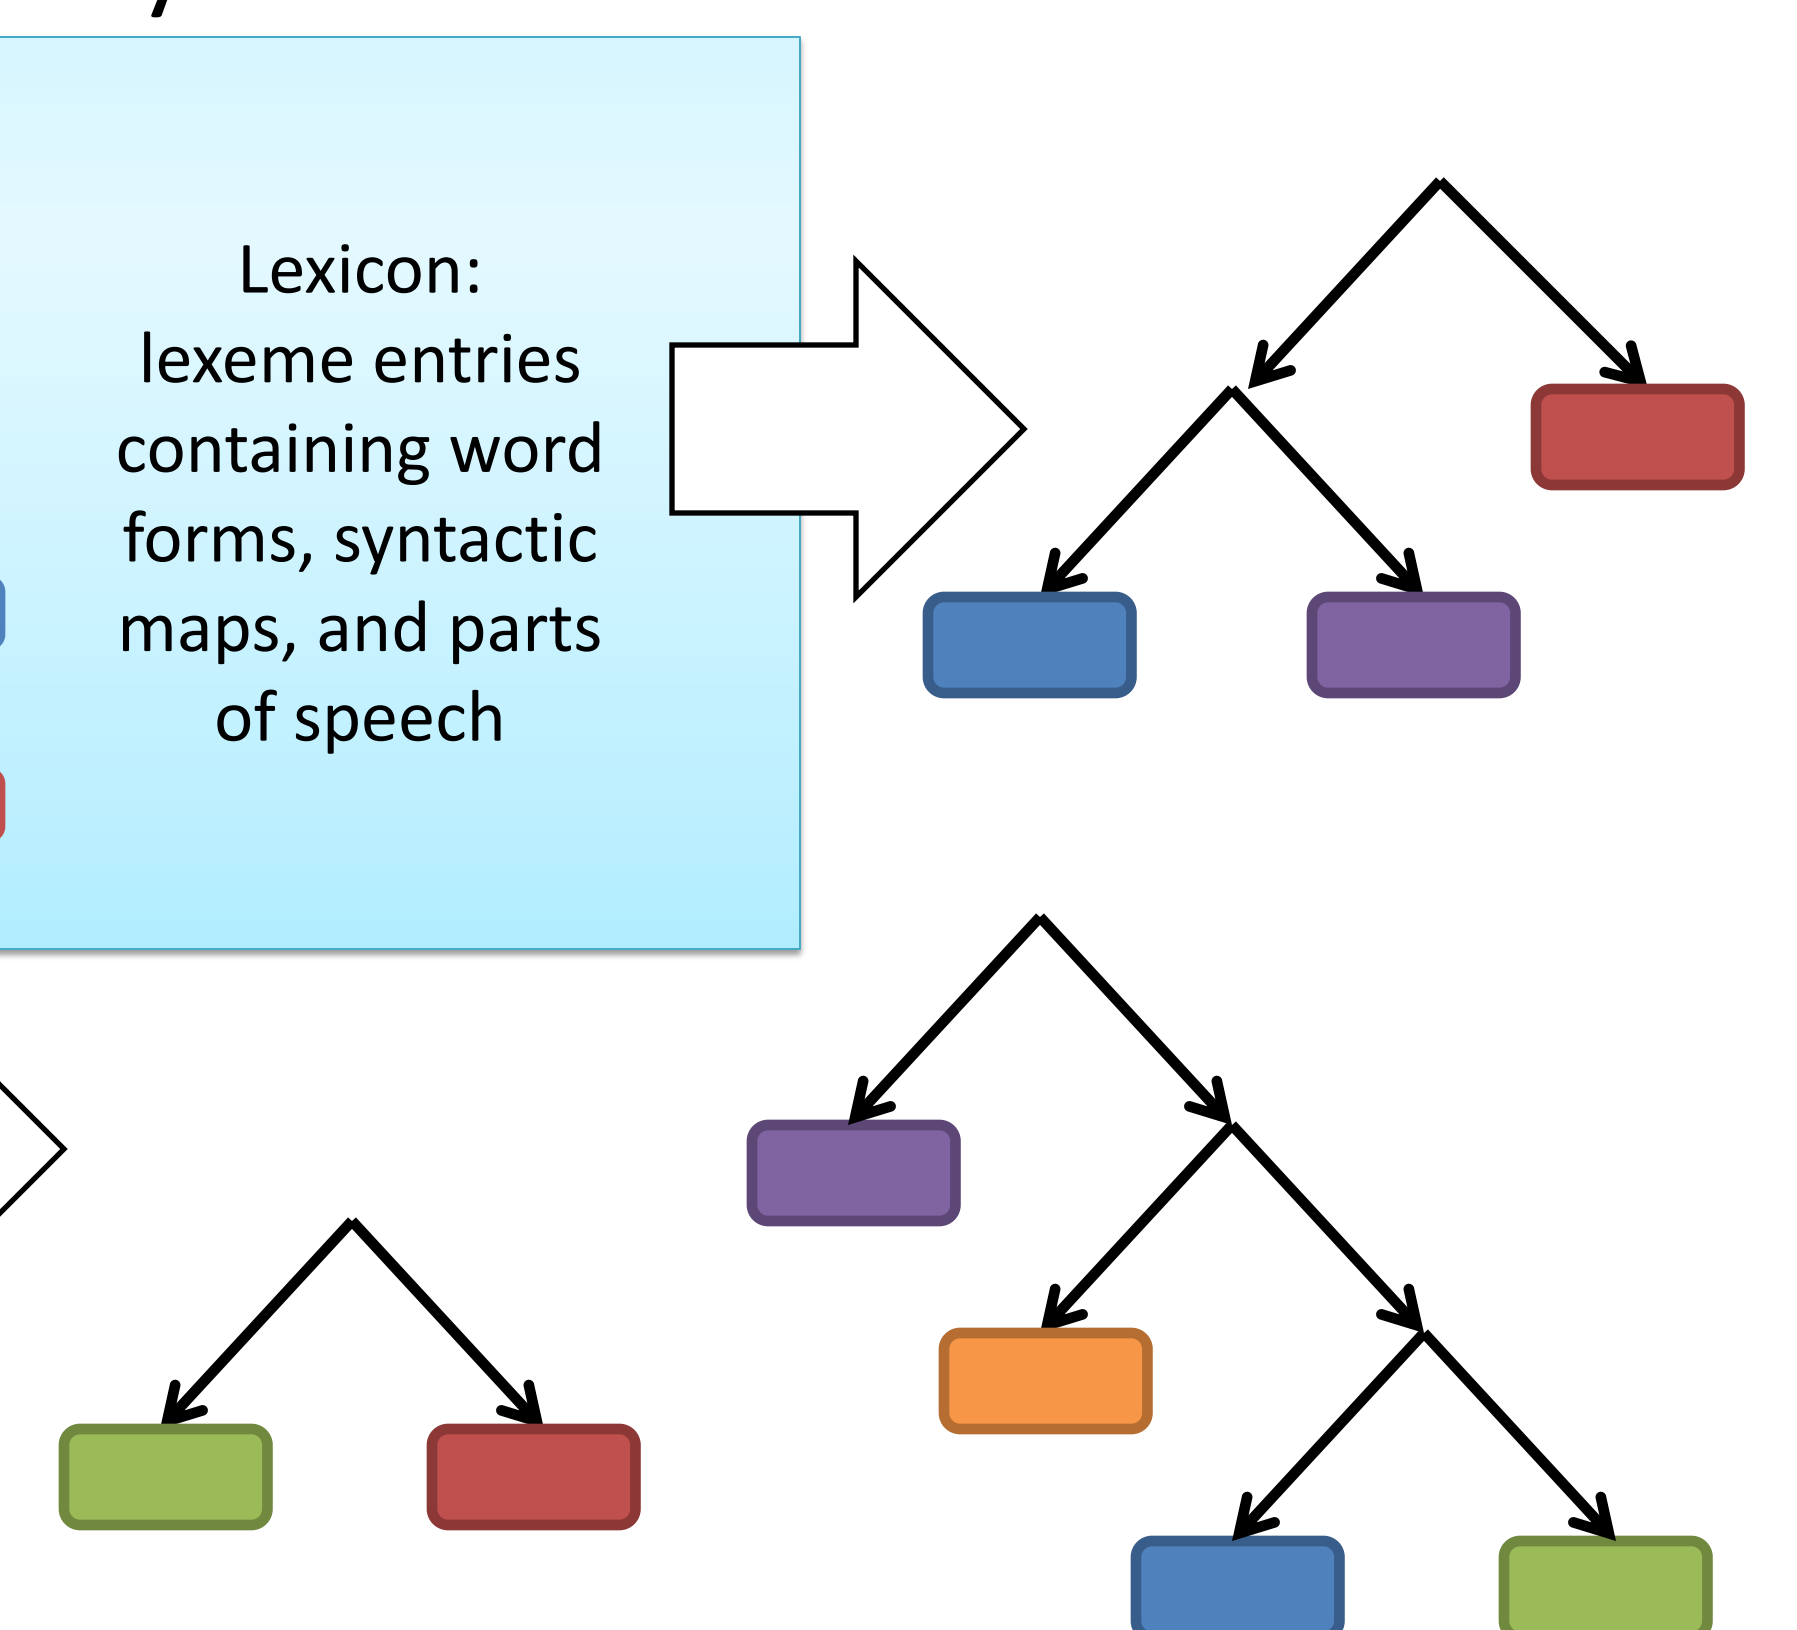 Lexicon:
lexeme entries
containing word
forms, syntactic
maps, and parts
of speech